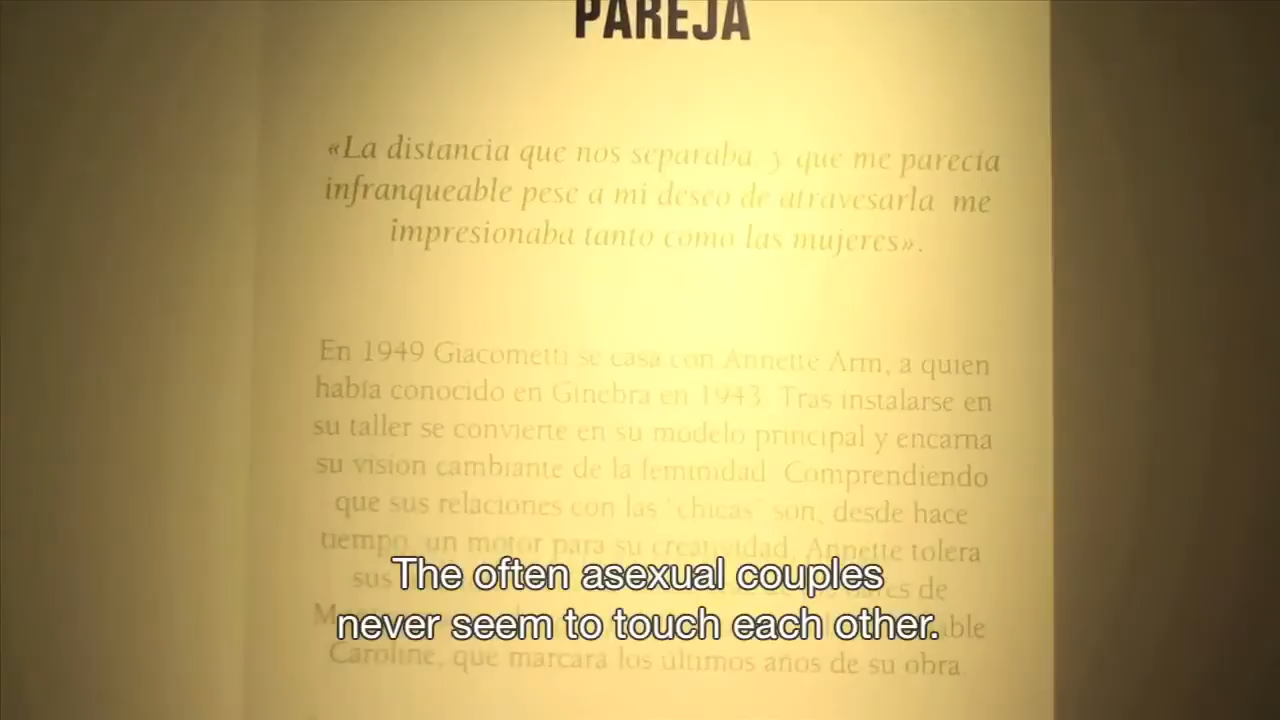 PAREJA
«La distancia que nos separaba, y que me parecía
infranqueable pese a mi deseo de atravesarla me
impresionaba tanto como las mujeres».
En 1949 Giacometti se casa con Annette Arm, a quien
había conocido en Ginebra en 1943. Tras instalarse en
su taller se convierte en su modelo principal y encarna
su visión cambiante de la feminidad. Comprendiendo
que sus relaciones con las "chicas" son, desde hace
tiempo, un motor para su creatividad, Annette tolera
sus de
The often asexual couples
never seem to touch each other.
Caroline, que marcará los últimos años de su obra